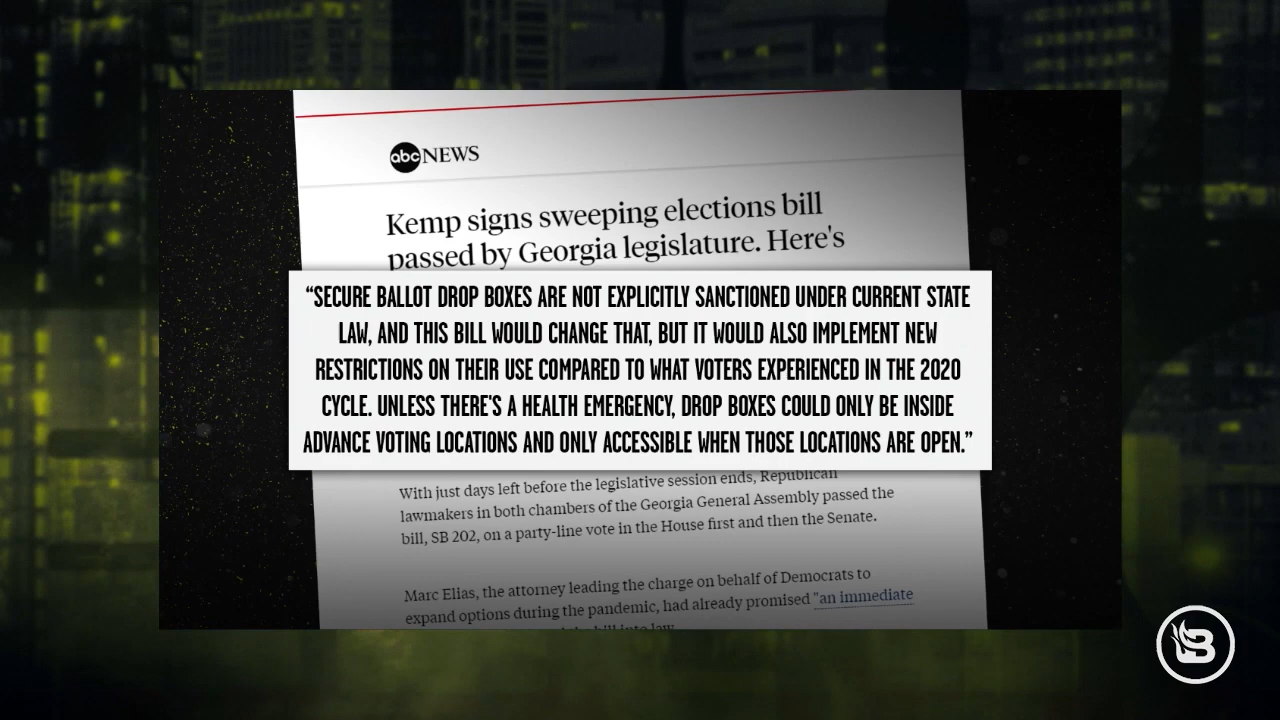 abc NEWS
Kemp signs sweeping elections bill
passed by Georgia legislature. Here's
“SECURE BALLOT DROP BOXES ARE NOT EXPLICITLY SANCTIONED UNDER CURRENT STATE
LAW, AND THIS BILL WOULD CHANGE THAT, BUT IT WOULD ALSO IMPLEMENT NEW
RESTRICTIONS ON THEIR USE COMPARED TO WHAT VOTERS EXPERIENCED IN THE 2020
CYCLE. UNLESS THERE'S A HEALTH EMERGENCY, DROP BOXES COULD ONLY BE INSIDE
ADVANCE VOTING LOCATIONS AND ONLY ACCESSIBLE WHEN THOSE LOCATIONS ARE OPEN.”
With just days left before the legislative session ends, Republican
lawmakers in both chambers of the Georgia General Assembly passed the
bill, SB 202, on a party-line vote in the House first and then the Senate.
Marc Elias, the attorney leading the charge on behalf of Democrats to
expand options during the pandemic, had already promised "an immediate
the bill into law
B